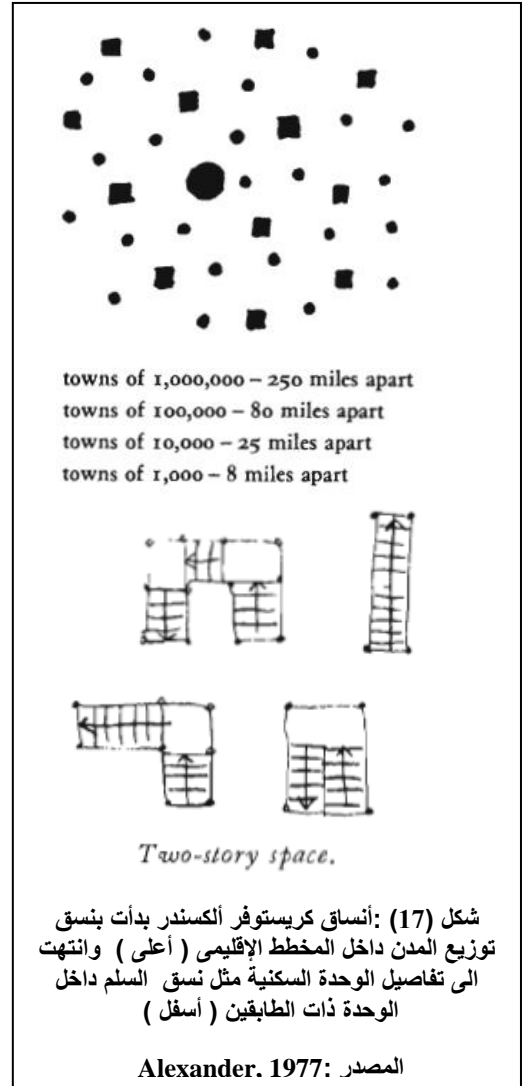 towns of 1,000,000 – 250 miles apart
towns of 100,000 – 80 miles apart
towns of 10,000 – 25 miles apart
towns of 1,000 – 8 miles apart
Two-story space.
شكل (17) :أنساق كريستوفر ألكسندر بدأت بنسق
توزيع المدن داخل المخطط الإقليمى ( أعلى ) وانتهت
الى تفاصيل الوحدة السكنية مثل نسق السلم داخل
الوحدة ذات الطابقين ( أسفل )
المصدر :Alexander, 1977